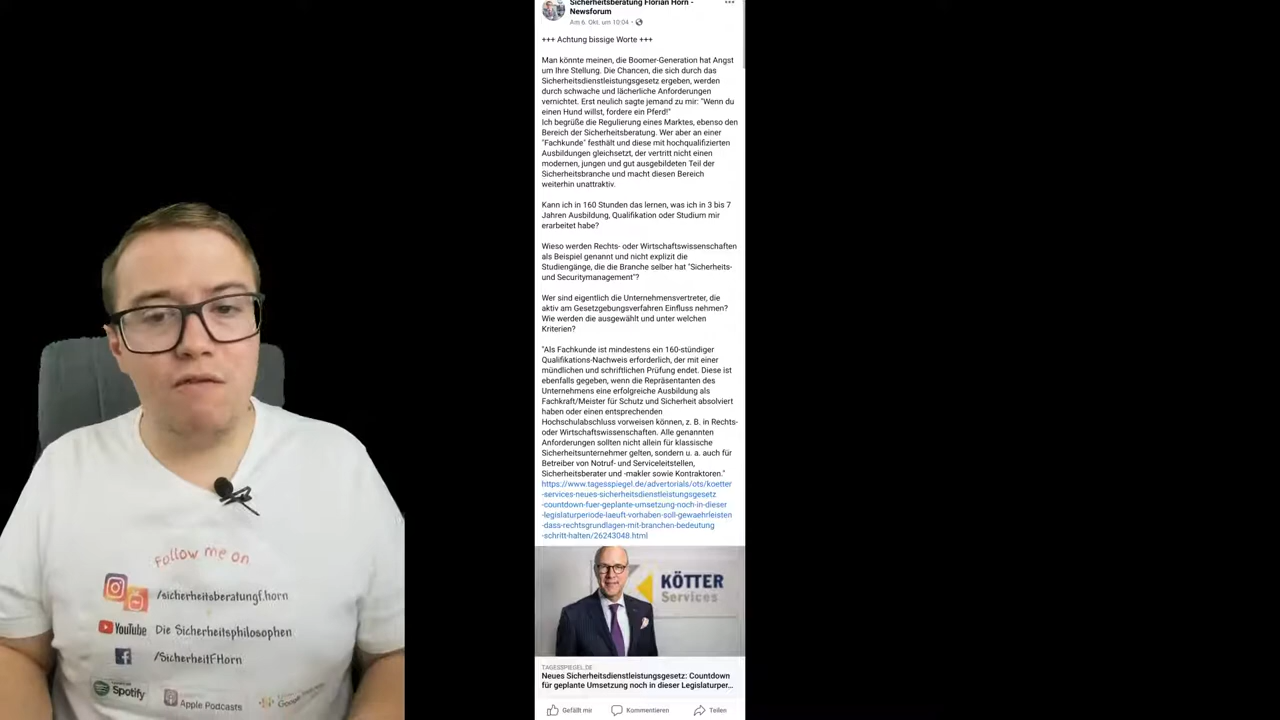 Sicherheitsberatung Florian Horn -
Newsforum
Am 6. Okt. um 10:04
+++ Achtung bissige Worte +++
Man könnte meinen, die Boomer-Generation hat Angst
um Ihre Stellung. Die Chancen, die sich durch das
Sicherheitsdienstleistungsgesetz ergeben, werden
durch schwache und lächerliche Anforderungen
vernichtet. Erst neulich sagte jemand zu mir: "Wenn du
einen Hund willst, fordere ein Pferd!"
Ich begrüße die Regulierung eines Marktes, ebenso den
Bereich der Sicherheitsberatung. Wer aber an einer
"Fachkunde" festhält und diese mit hochqualifizierten
Ausbildungen gleichsetzt, der vertritt nicht einen
modernen, jungen und gut ausgebildeten Teil der
Sicherheitsbranche und macht diesen Bereich
weiterhin unattraktiv.
Kann ich in 160 Stunden das lernen, was ich in 3 bis 7
Jahren Ausbildung, Qualifikation oder Studium mir
erarbeitet habe?
Wieso werden Rechts- oder Wirtschaftswissenschaften
als Beispiel genannt und nicht explizit die
Studiengänge, die die Branche selber hat "Sicherheits-
und Securitymanagement"?
Wer sind eigentlich die Unternehmensvertreter, die
aktiv am Gesetzgebungsverfahren Einfluss nehmen?
Wie werden die ausgewählt und unter welchen
Kriterien?
"Als Fachkunde ist mindestens ein 160-stündiger
Qualifikations-Nachweis erforderlich, der mit einer
mündlichen und schriftlichen Prüfung endet. Diese ist
ebenfalls gegeben, wenn die Repräsentanten des
Unternehmens eine erfolgreiche Ausbildung als
Fachkraft/Meister für Schutz und Sicherheit absolviert
haben oder einen entsprechenden
Hochschulabschluss vorweisen können, z. B. in Rechts-
oder Wirtschaftswissenschaften. Alle genannten
Anforderungen sollten nicht allein für klassische
Sicherheitsunternehmer gelten, sondern u. a. auch für
Betreiber von Notruf- und Serviceleitstellen,
Sicherheitsberater und -makler sowie Kontraktoren."
https://www.tagesspiegel.de/advertorials/ots/koetter
-services-neues-sicherheitsdienstleistungsgesetz
-countdown-fuer-geplante-umsetzung-noch-in-dieser
-legislaturperiode-laeuft-vorhaben-soll-gewaehrleisten
-dass-rechtsgrundlagen-mit-branchen-bedeutung
-schritt-halten/26243048.html
KÖTTER
Services
TAGESSPIEGEL.DE
Neues Sicherheitsdienstleistungsgesetz: Countdown
für geplante Umsetzung noch in dieser Legislaturper...
Gefällt mir
Kommentieren
Teilen
Follow me on
/sicherheitsberatungf.horn
YouTube Die Sicherheitsphilosophen
/SicherheitFHorn
Spotify
Apple Podcasts